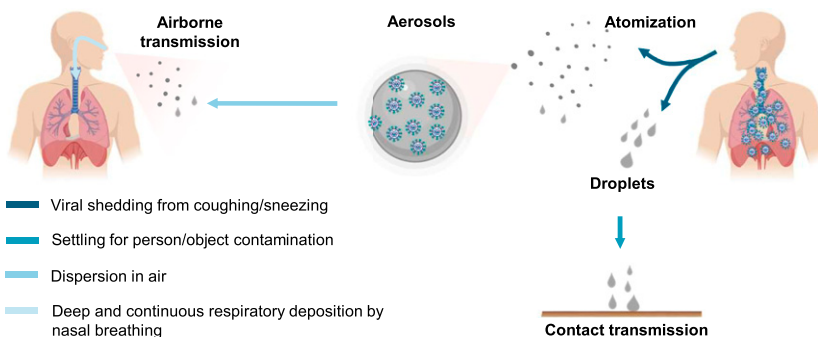 Airborne
transmission
Aerosols
Atomization
Droplets
Viral shedding from coughing/sneezing
Settling for person/object contamination
Dispersion in air
Deep and continuous respiratory deposition by
nasal breathing
Contact transmission